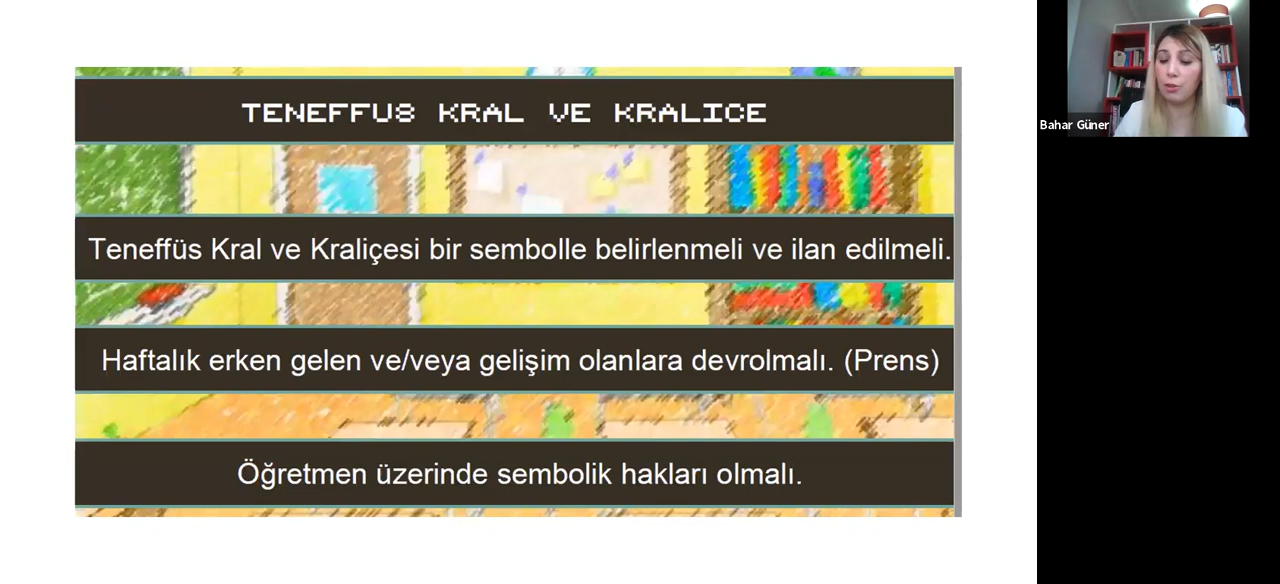 TENEFFUS KRAL VE KRALICE
Teneffüs Kral ve Kraliçesi bir sembolle belirlenmeli ve ilan edilmeli.
Haftalık erken gelen ve/veya gelişim olanlara devrolmalı. (Prens)
Öğretmen üzerinde sembolik hakları olmalı.
Bahar Güner